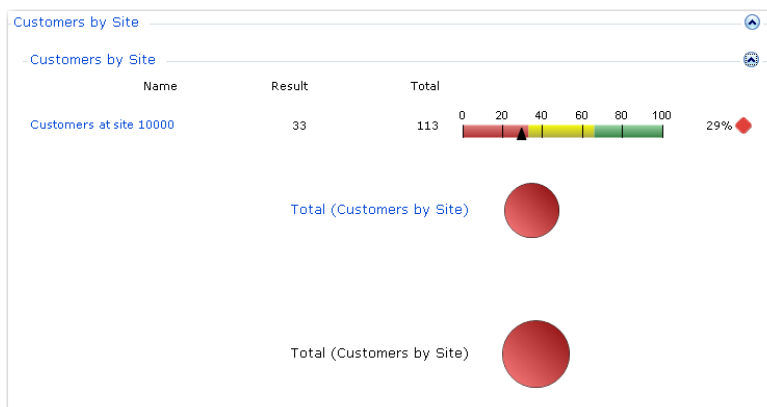 Customers by Site
Customers by Site
Name Result Total
Customers at site 10000 33 113 0 20 40 60 80 100 29%
Total (Customers by Site)
Total (Customers by Site)